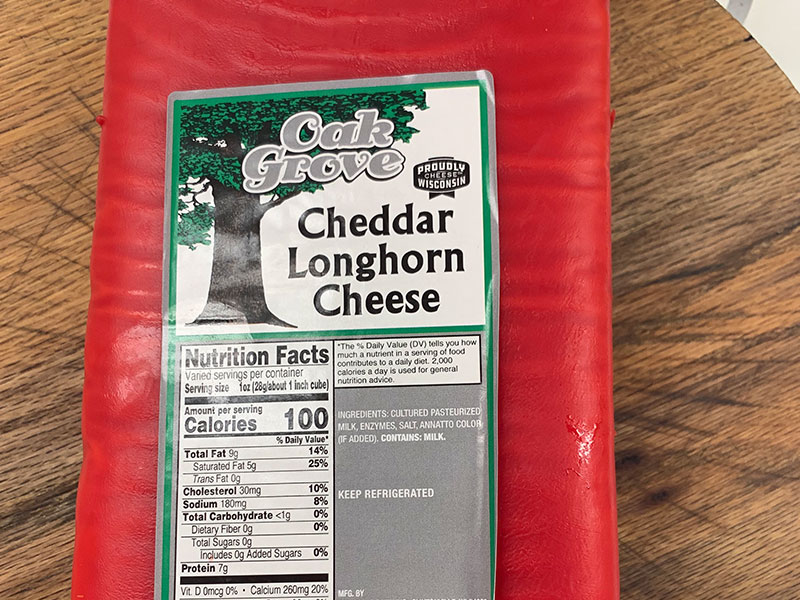 Oak
Grove
PROUDLY
CHEESE
WISCONSIN
Cheddar
Longhorn
Cheese
Nutrition Facts
Varied servings per container
Serving size 1oz (28g/about 1 inch cube)
Amount per serving
Calories 100
% Daily Value*
Total Fat 9g 14%
Saturated Fat 5g 25%
Trans Fat 0g
Cholesterol 30mg 10%
Sodium 180mg 8%
Total Carbohydrate <1g 0%
Dietary Fiber 0g 0%
Total Sugars 0g
Includes 0g Added Sugars 0%
Protein 7g
Vit. D 0mcg 0% • Calcium 260mg 20%
*The % Daily Value (DV) tells you how
much a nutrient in a serving of food
contributes to a daily diet. 2,000
calories a day is used for general
nutrition advice.
INGREDIENTS: CULTURED PASTEURIZED
MILK, ENZYMES, SALT, ANNATTO COLOR
(IF ADDED). CONTAINS: MILK.
KEEP REFRIGERATED
MFG. BY